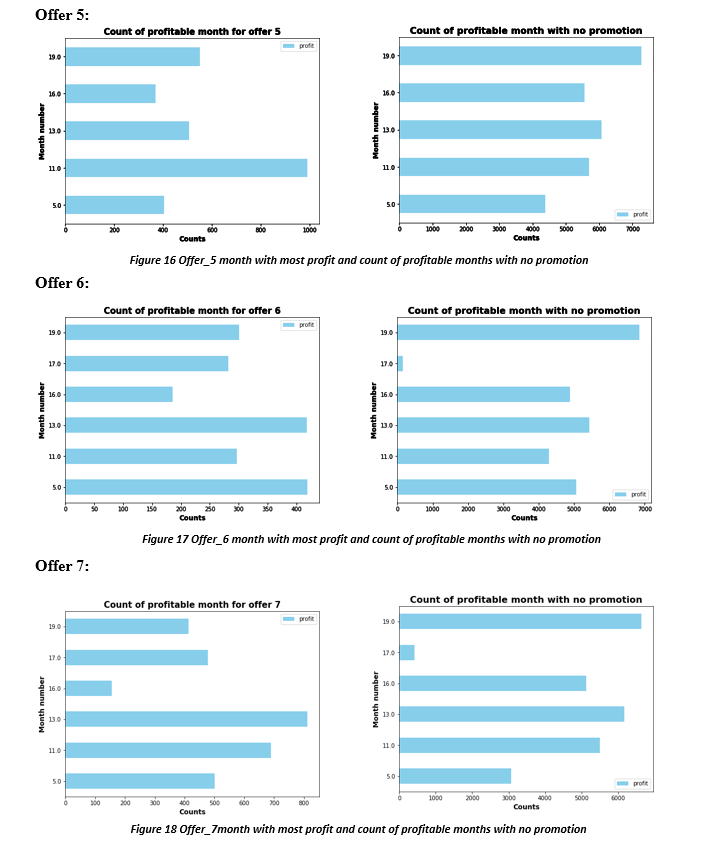 Offer 5:
Count of profitable month for offer 5
profit
Month number
19.0
16.0
13.0
11.0
5.0
0 200 400 600 800 1000
Counts
Count of profitable month with no promotion
Month number
19.0
16.0
13.0
11.0
5.0
profit
0 1000 2000 3000 4000 5000 6000 7000
Counts
Figure 16 Offer_5 month with most profit and count of profitable months with no promotion
Offer 6:
Count of profitable month for offer 6
profit
Month number
19.0
17.0
16.0
13.0
11.0
5.0
0 50 100 150 200 250 300 350 400
Counts
Count of profitable month with no promotion
Month number
19.0
17.0
16.0
13.0
11.0
5.0
profit
0 1000 2000 3000 4000 5000 6000 7000
Counts
Figure 17 Offer_6 month with most profit and count of profitable months with no promotion
Offer 7:
Count of profitable month for offer 7
profit
Month number
19.0
17.0
16.0
13.0
11.0
5.0
0 100 200 300 400 500 600 700 800
Counts
Count of profitable month with no promotion
Month number
19.0
17.0
16.0
13.0
11.0
5.0
profit
0 1000 2000 3000 4000 5000 6000
Counts
Figure 18 Offer_7month with most profit and count of profitable months with no promotion